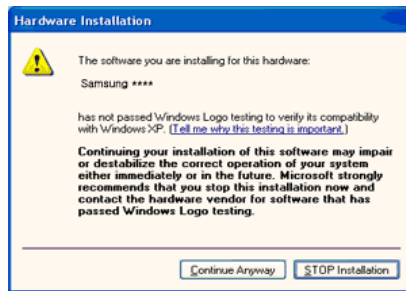 Hardware Installation
The software you are installing for this hardware:
Samsung ****
has not passed Windows Logo testing to verify its compatibility
with Windows XP. (Tell me why this testing is important.)
Continuing your installation of this software may impair
or destabilize the correct operation of your system
either immediately or in the future. Microsoft strongly
recommends that you stop this installation now and
contact the hardware vendor for software that has
passed Windows Logo testing.
Continue Anyway
STOP Installation